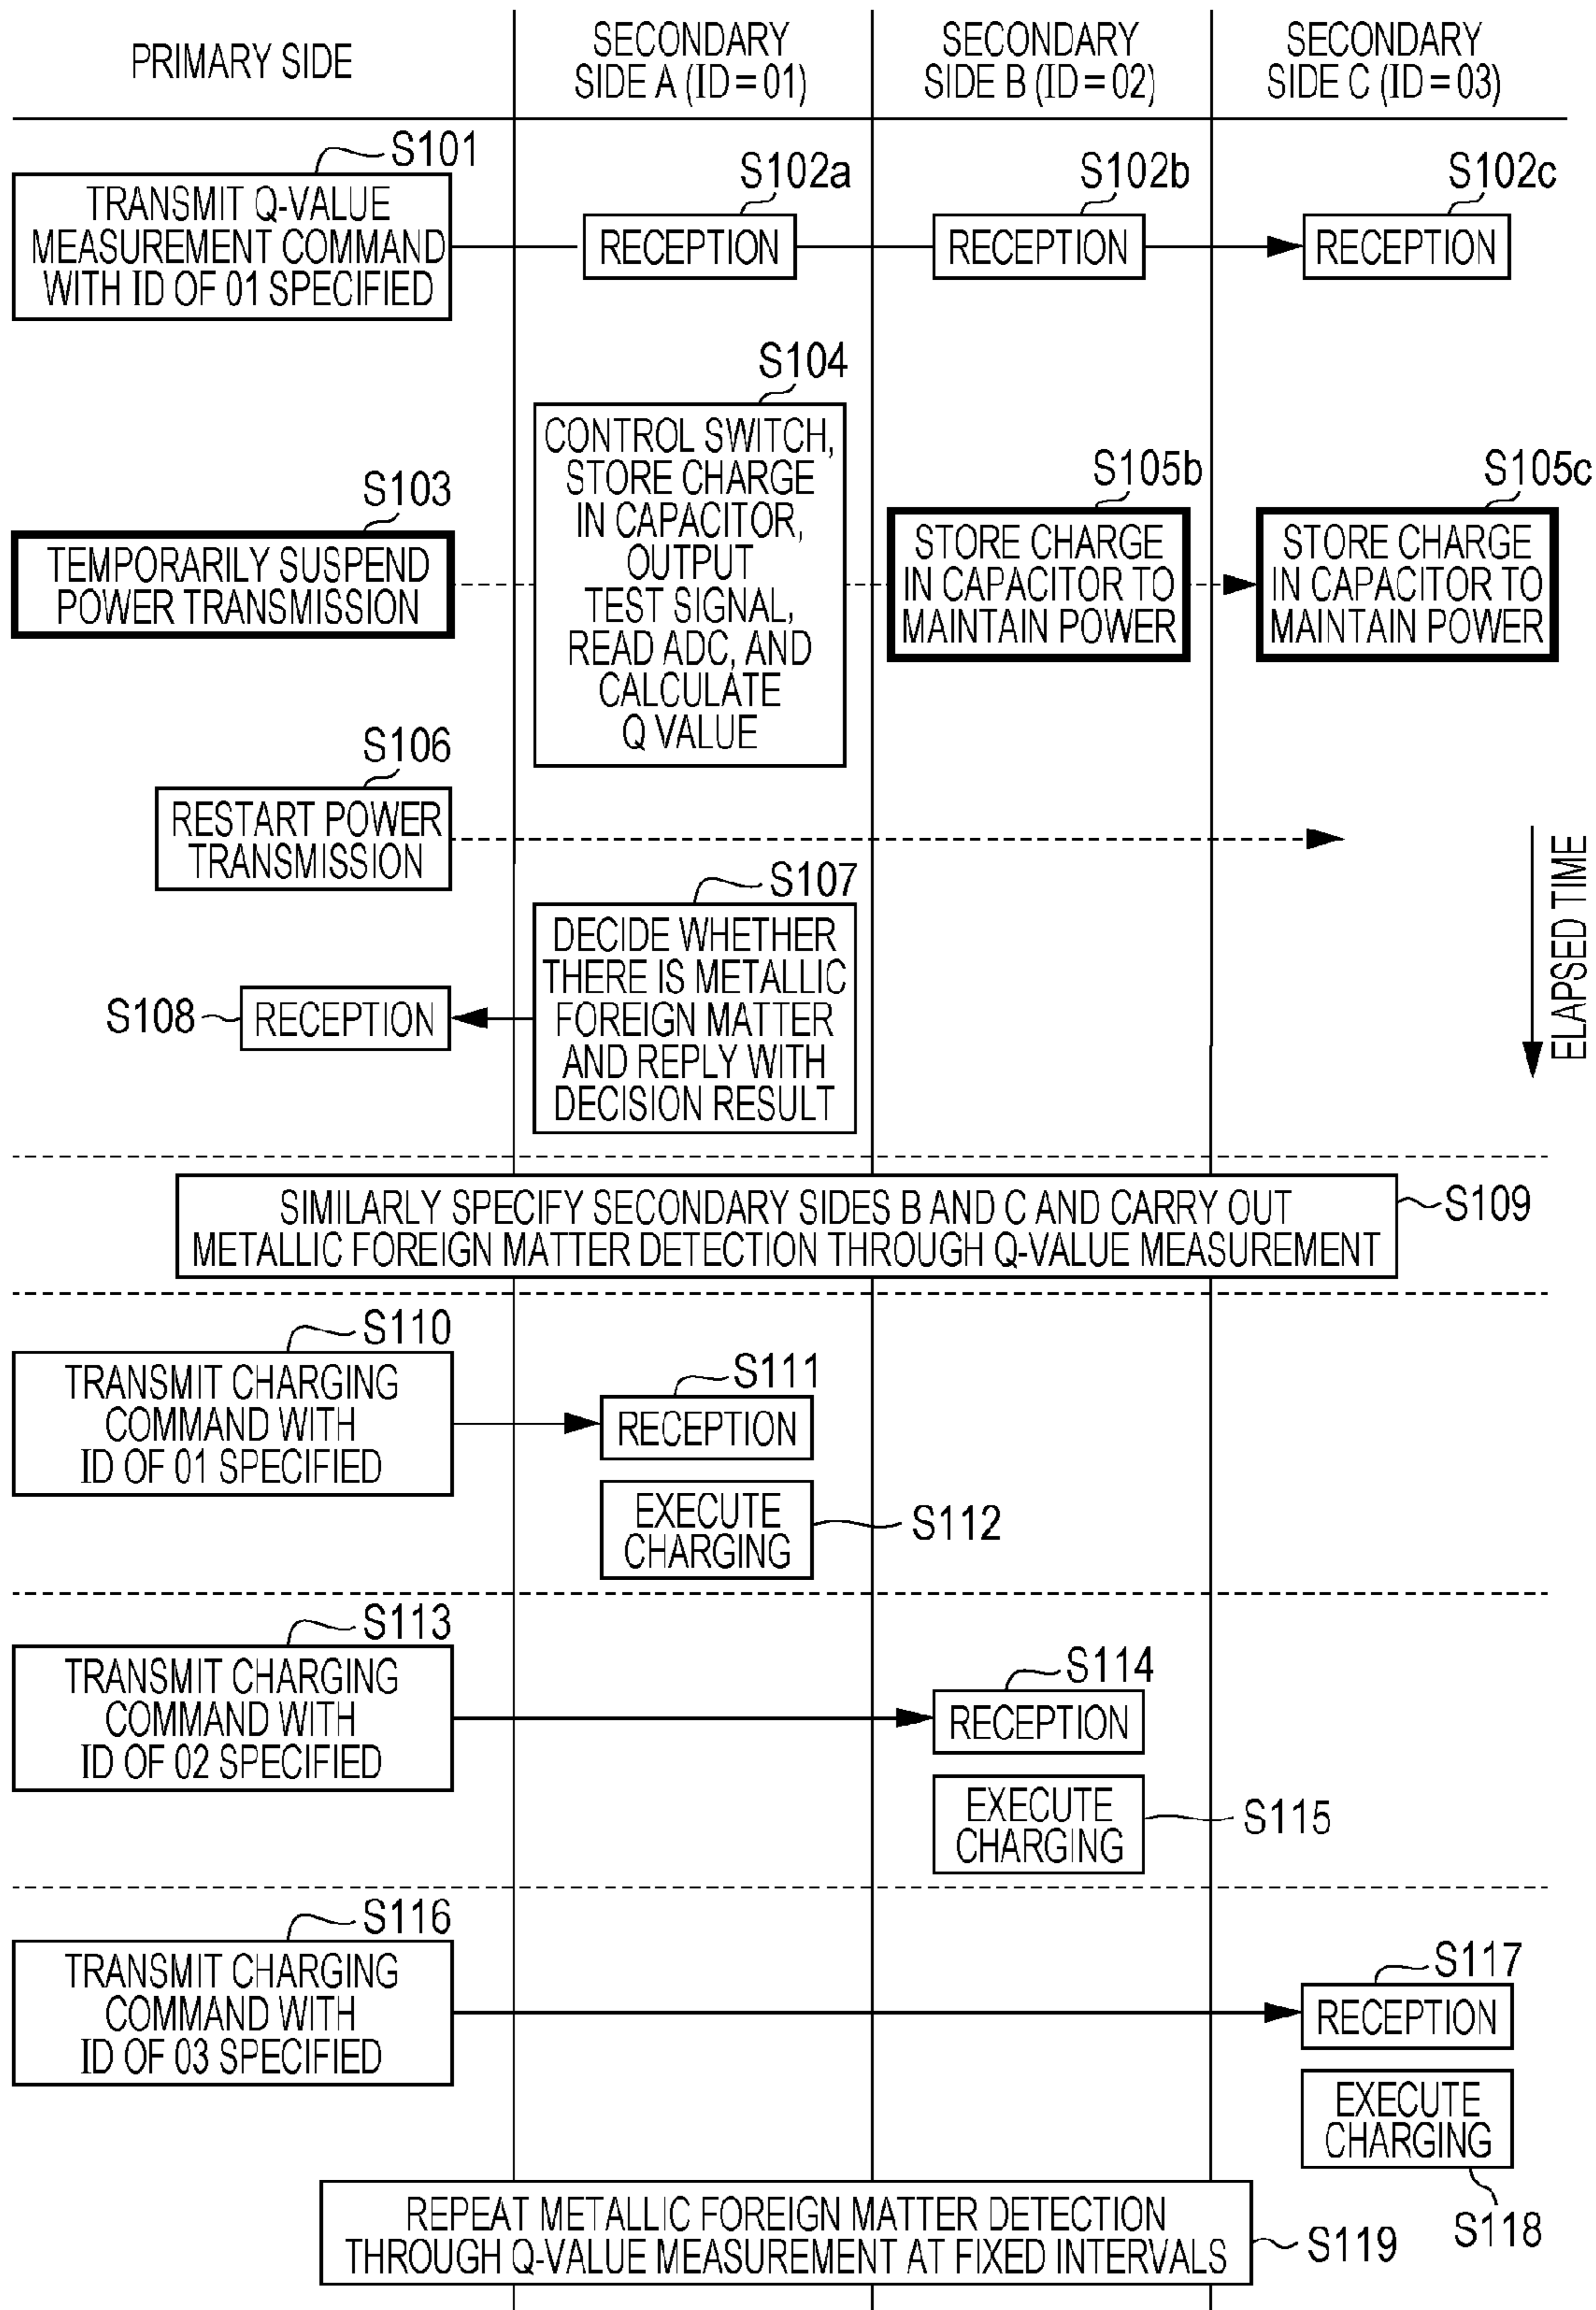 PRIMARY SIDE
SECONDARY
SIDE A (ID = 01)
SECONDARY
SIDE B (ID = 02)
SECONDARY
SIDE C (ID = 03)
S101
TRANSMIT Q-VALUE
MEASUREMENT COMMAND
WITH ID OF 01 SPECIFIED
S102a
RECEPTION
S102b
RECEPTION
S102c
RECEPTION
S103
TEMPORARILY SUSPEND
POWER TRANSMISSION
S104
CONTROL SWITCH,
STORE CHARGE
IN CAPACITOR,
OUTPUT
TEST SIGNAL,
READ ADC, AND
CALCULATE
Q VALUE
S105b
STORE CHARGE
IN CAPACITOR TO
MAINTAIN POWER
S105c
STORE CHARGE
IN CAPACITOR TO
MAINTAIN POWER
S106
RESTART POWER
TRANSMISSION
ELAPSED TIME
S107
DECIDE WHETHER
THERE IS METALLIC
FOREIGN MATTER
AND REPLY WITH
DECISION RESULT
S108
RECEPTION
SIMILARLY SPECIFY SECONDARY SIDES B AND C AND CARRY OUT
METALLIC FOREIGN MATTER DETECTION THROUGH Q-VALUE MEASUREMENT
S109
S110
TRANSMIT CHARGING
COMMAND WITH
ID OF 01 SPECIFIED
S111
RECEPTION
EXECUTE
CHARGING
S112
S113
TRANSMIT CHARGING
COMMAND WITH
ID OF 02 SPECIFIED
S114
RECEPTION
EXECUTE
CHARGING
S115
S116
TRANSMIT CHARGING
COMMAND WITH
ID OF 03 SPECIFIED
S117
RECEPTION
EXECUTE
CHARGING
S118
REPEAT METALLIC FOREIGN MATTER DETECTION
THROUGH Q-VALUE MEASUREMENT AT FIXED INTERVALS
S119